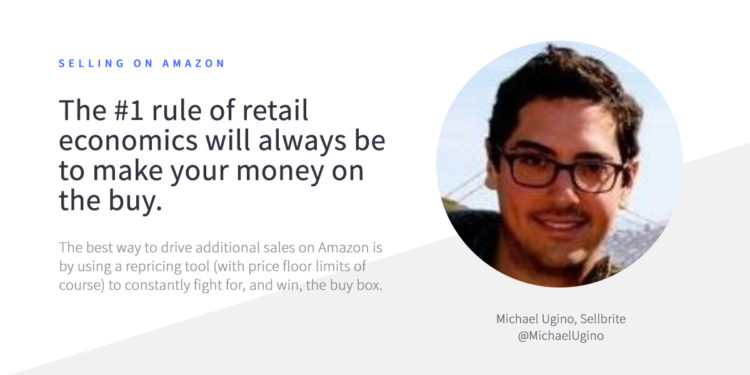 SELLING ON AMAZON
The #1 rule of retail
economics will always be
to make your money on
the buy.
The best way to drive additional sales on Amazon is
by using a repricing tool (with price floor limits of
course) to constantly fight for, and win, the buy box.
Michael Ugino, Sellbrite
@MichaelUgino